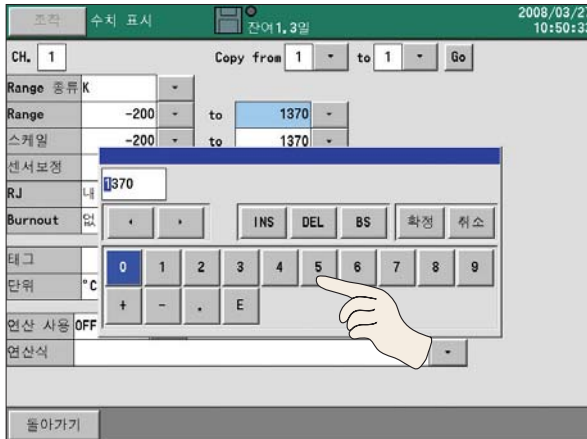 조작 수치 표시 잔여1.3일 2008/03/27
10:50:33
CH. 1 Copy from 1 to 1 Go
Range 종류 K
Range -200 to 1370
스케일 -200 to 1370
센서보정
1370
RJ 내
Burnout 없
INS DEL BS 확정 취소
태그
0 1 2 3 4 5 6 7 8 9
단위 °C
+ - . E
연산 사용 OFF
연산식
돌아가기